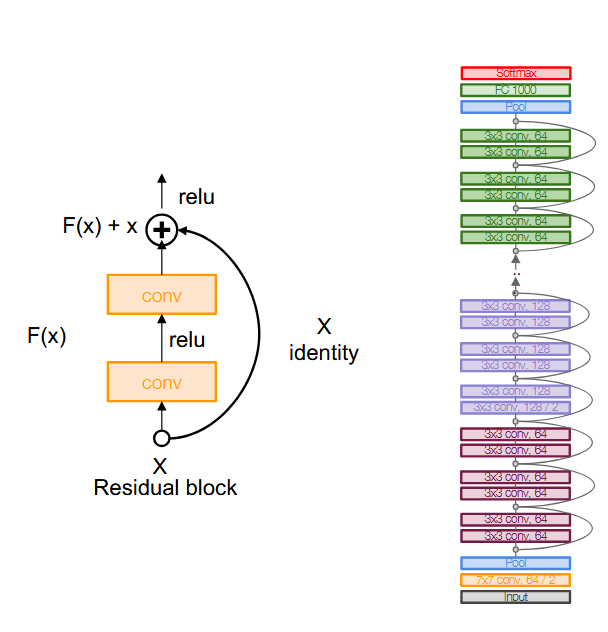 relu
F(x) + x
conv
F(x)
relu
X
identity
conv
X
Residual block
Softmax
FC 1000
Pool
3x3 conv, 64
3x3 conv, 64
3x3 conv, 64
3x3 conv, 64
3x3 conv, 64
3x3 conv, 64
..
3x3 conv, 128
3x3 conv, 128
3x3 conv, 128
3x3 conv, 128
3x3 conv, 128
3x3 conv, 128 / 2
3x3 conv, 64
3x3 conv, 64
3x3 conv, 64
3x3 conv, 64
3x3 conv, 64
3x3 conv, 64
Pool
7x7 conv, 64 / 2
Input